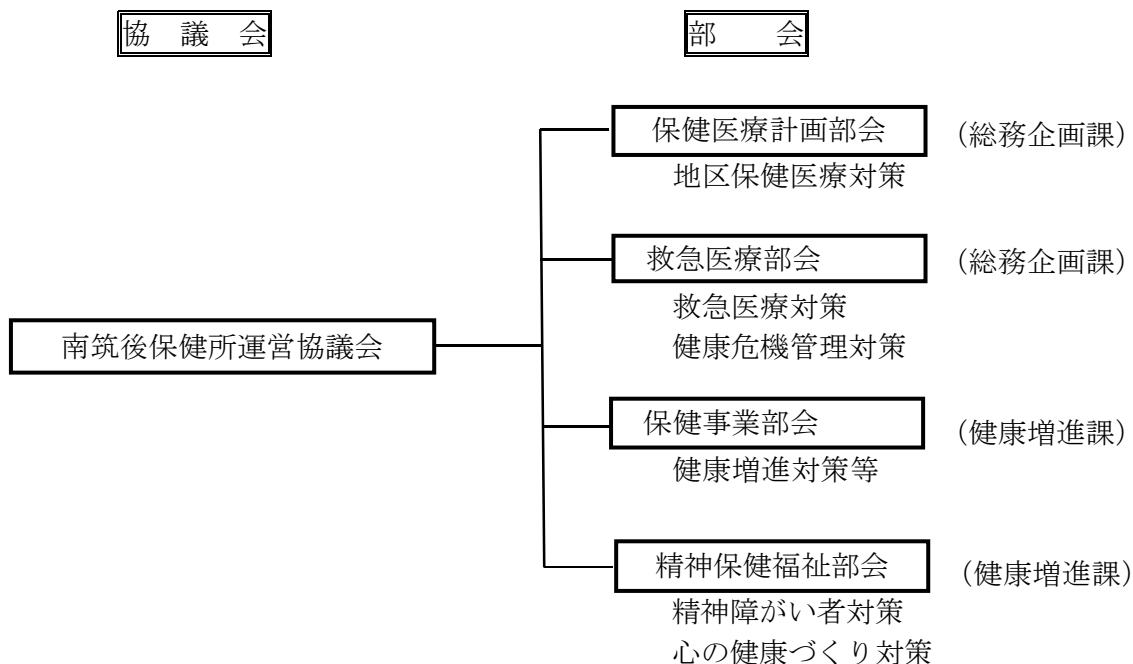 協　議　会
部　　会
保健医療計画部会　（総務企画課）
地区保健医療対策
救急医療部会　（総務企画課）
救急医療対策
健康危機管理対策
南筑後保健所運営協議会
保健事業部会　（健康増進課）
健康増進対策等
精神保健福祉部会　（健康増進課）
精神障がい者対策
心の健康づくり対策